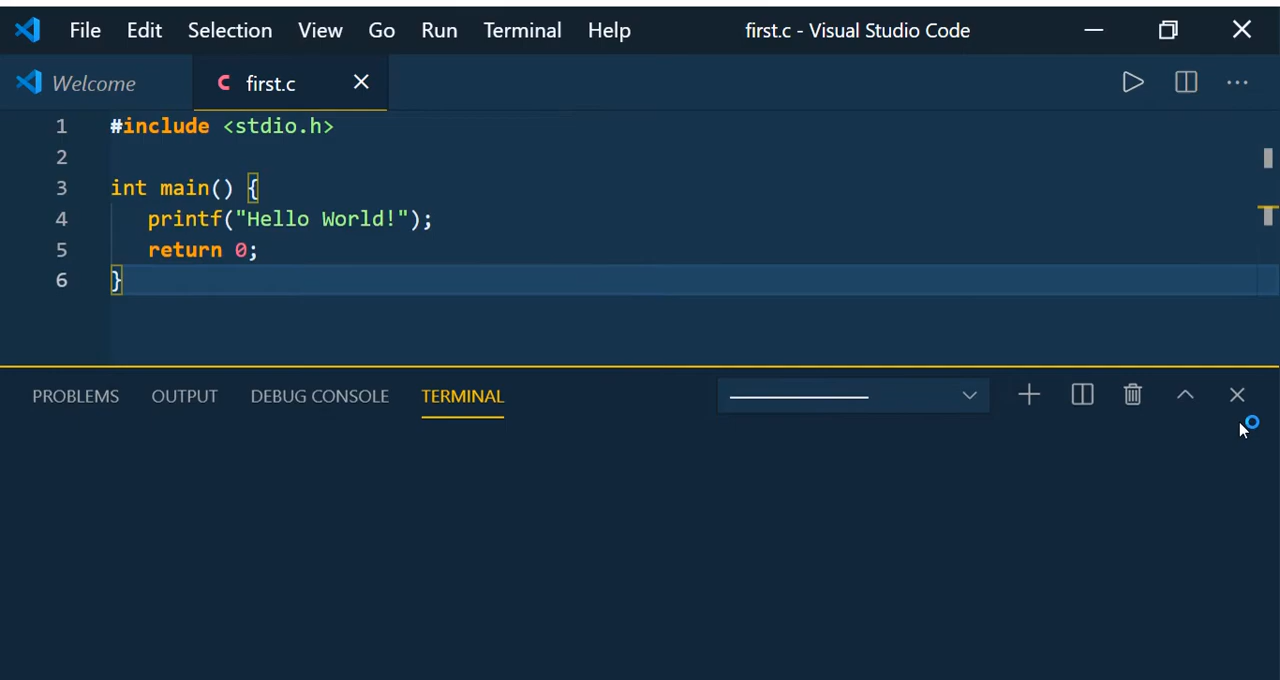 File Edit Selection View Go Run Terminal Help first.c - Visual Studio Code
Welcome C first.c
1 #include <stdio.h>
2
3 int main() {
4 printf("Hello World!");
5 return 0;
6 }
PROBLEMS OUTPUT DEBUG CONSOLE TERMINAL